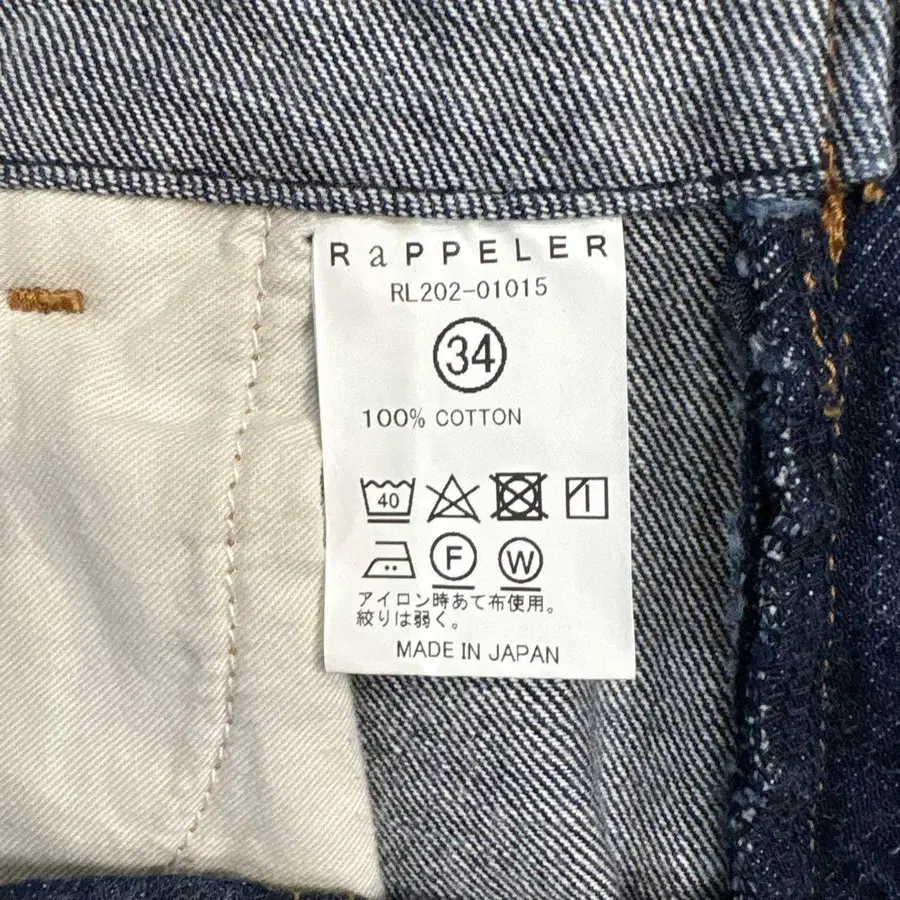 RaPPELER
RL202-01015
34
100% COTTON
40
F W
アイロン時あて布使用。
絞りは弱く。
MADE IN JAPAN